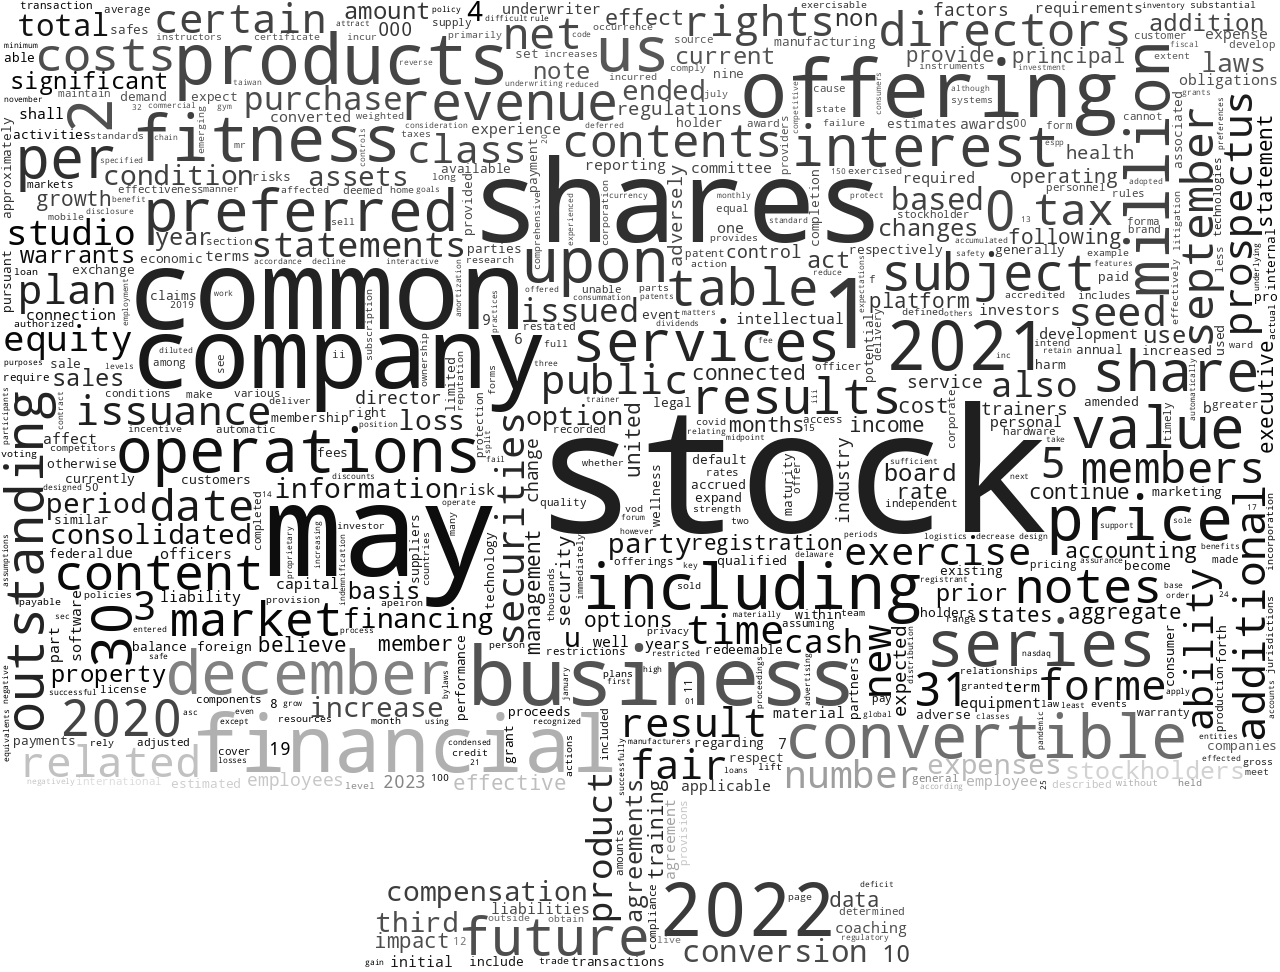 transaction average policy 4 underwriter exercisable factors requirements inventory substantial
total safes certain amount supply net effect rights non directors addition
minimum able costs products 000 us current manufacturing provide principal customer expense fiscal develop
significant instructors certificate incur primarily set increases source note comply nine instruments investment extent laws obligations
november maintain demand expect reverse taiwan purchase revenue ended july regulations offering although systems million grants
shall 2 32 commercial gym converted weighted consideration deferred holder award cause state failure competitive consumers estimates awards 00 form cannot preferences
activities standards chain fitness emerging mr controls taxes class experience contents providers interest espp health associated prospectus statement
approximately per specified condition risks assets long available payment 20 reporting committee 150 exercised required operating personnel adopted technologies
markets effectiveness manner affected deemed home goals shares currency monthly protect based 0 13 tax rules september
growth benefit preferred provided comprehensive experienced corporation adversely equal standard completion stockholder changes forma brand litigation less internal
mobile disclosure year section sell statements parties one provides respectively accumulated generally following
studio warrants economic terms accordance decline interactive research upon patent action control act safety example features effectively
pursuant loan exchange common amortization offered unable parts patents table reduce f subject accredited includes paid underlying
plan employment claims 2019 work practices consummation issued event matters intellectual 1 expectations platform defined others investors seed actual
connection authorized diluted company subscription 9 6 restated full dividends services fee potential delivery 2021 inc development use used ward
equity purposes sale levels among see ii ownership reputation three public connected officer intend retain annual increased harm share executive
require sales conditions make various forms director limited trainer results iii service cost also amended automatically
participants contract issuance deliver membership right position loss protection option legal covid relating months 15 access income corporate trainers personal timely b greater
outstanding affect incentive automatic operations fees split fail securities recorded united midpoint stock hardware take value
voting competitors otherwise currently customers discounts change whether default rates sufficient board next 5 members
designed 50 period date information risk operate quality wellness accrued expand maturity offer industry rate independent continue marketing
similar completed 14 may many vod forum strength two price support sole 17
assumptions consolidated proprietary increasing investor suppliers countries technology security however party registration periods logistics decrease design accounting benefits incorporation
federal due officers indemnification management immediately offerings key delaware qualified exercise existing pricing assurance become made additional
content capital basis thousands sold including registrant prior notes base order 24
payable policies liability provision apeiron financing options materially assuming within team holders range states aggregate ability
software 30 3 market u well privacy years time cash distribution
part entered balance foreign believe process member person restrictions restricted redeemable new expected series nasdaq consumer forth jurisdictions
safe december performance business january plans first high 01 11 proceedings advertising partners relationships production accounts
equivalents negative property successful license bylaws pay 31 granted term forme apply
2020 components 8 grow increase proceeds result material global adverse equipment law least events warranty
sec asc even except resources month using recognized included classes pandemic entities companies
payments rely adjusted financial condensed credit 21 grant actions manufacturers regarding 7 convertible effected
related cover losses 19 successfully fair loans respect lift number general according expenses stockholders gross meet
negatively international estimated employees level 2023 100 effective applicable employee 25 described without held
product agreements training agreement provisions
amounts
compensation 2022 page deficit data
third liabilities outside obtain compliance determined
impact 12 future live coaching regulatory
gain initial include trade transactions conversion 10